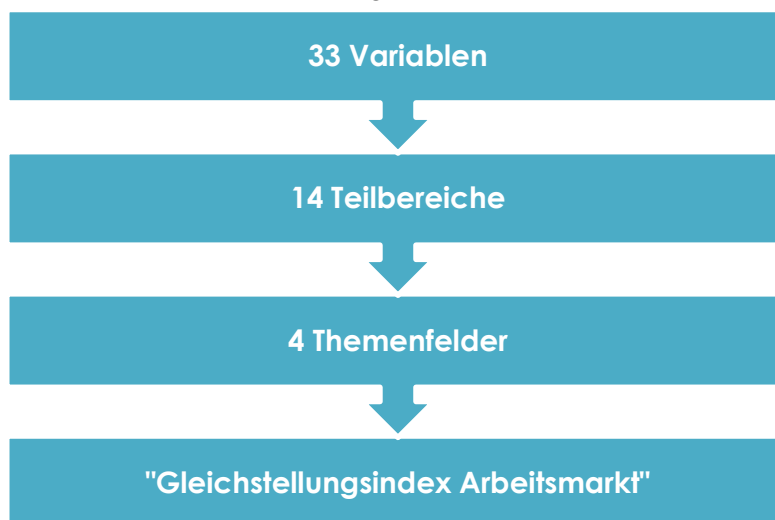 33 Variablen
14 Teilbereiche
4 Themenfelder
"Gleichstellungsindex Arbeitsmarkt"